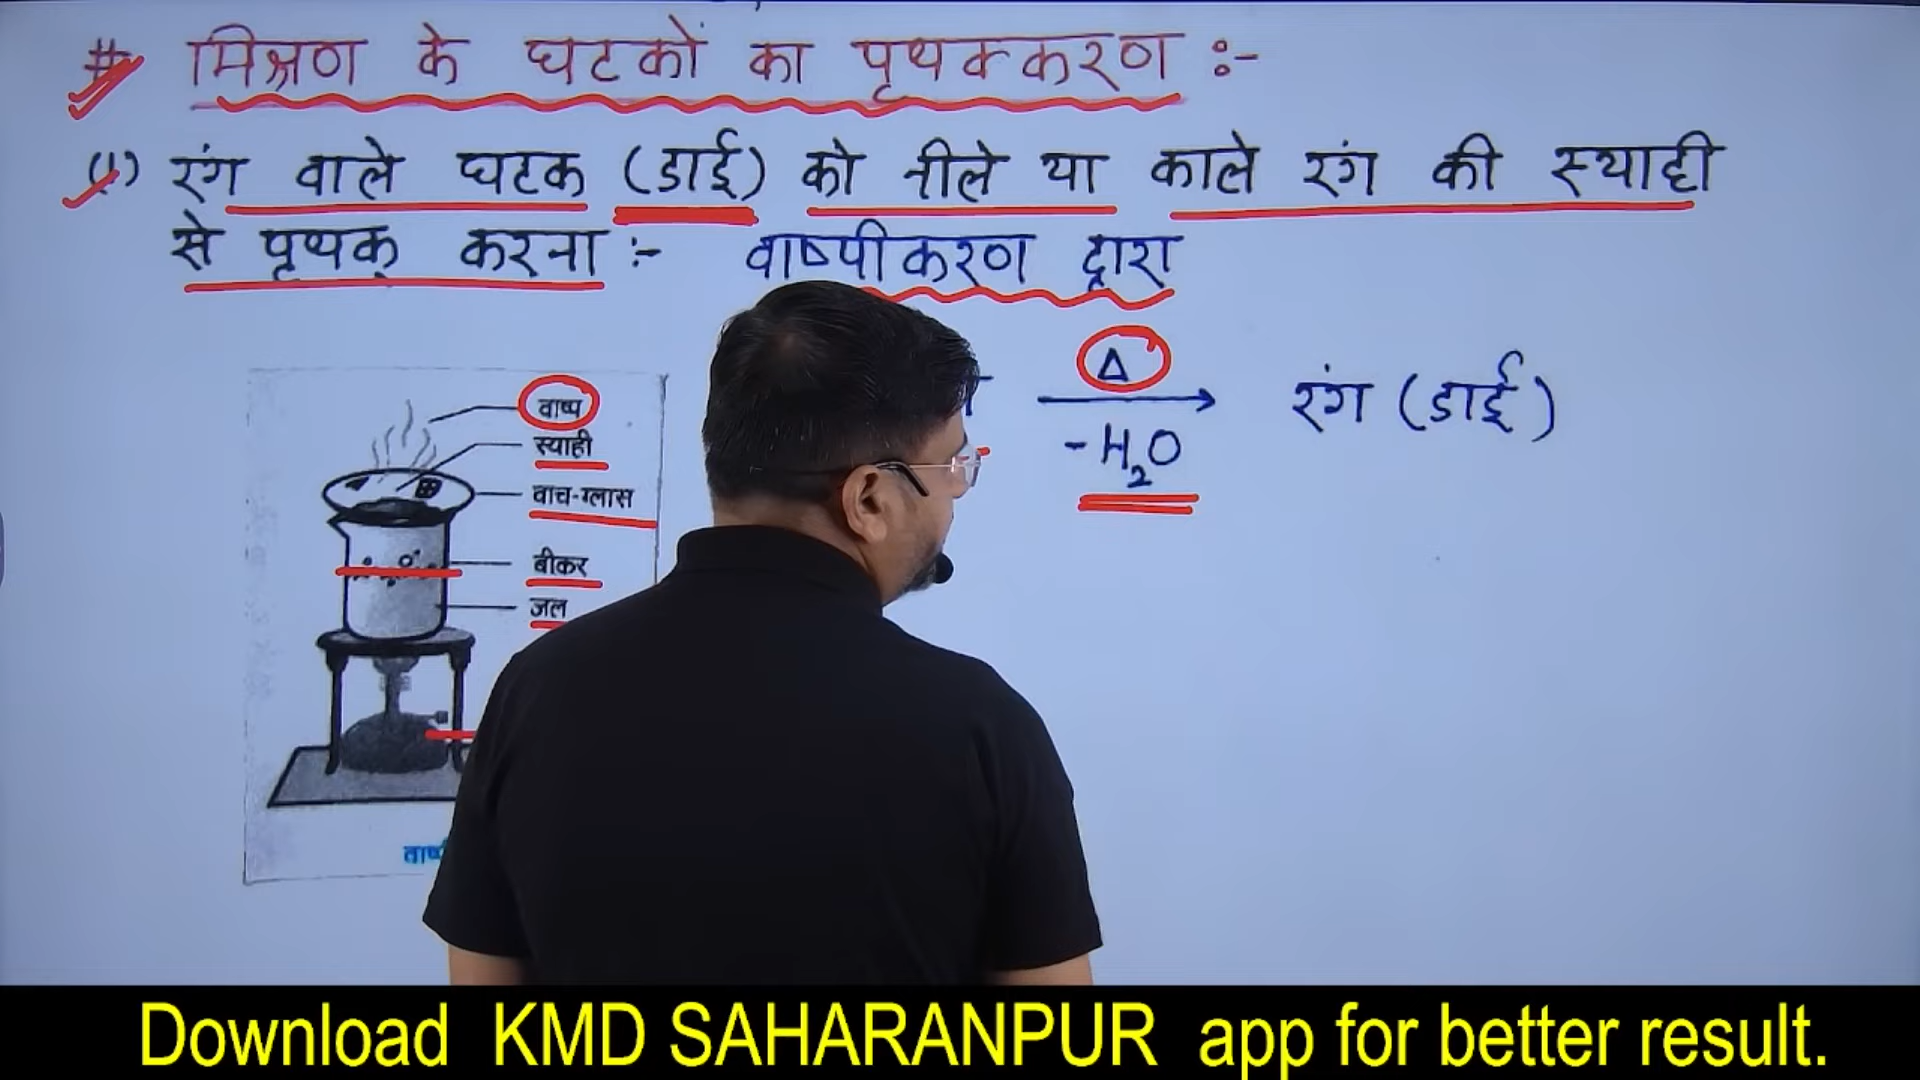 # मिश्रण के घटकों का पृथक्करण :-
(1) रंग वाले घटक (डाई) को नीले या काले रंग की स्याही
से पृथक् करना :- वाष्पीकरण द्वारा
Δ
रंग (डाई)
-H₂O
वाष्प
स्याही
वाच-ग्लास
बीकर
जल
Download KMD SAHARANPUR app for better result.